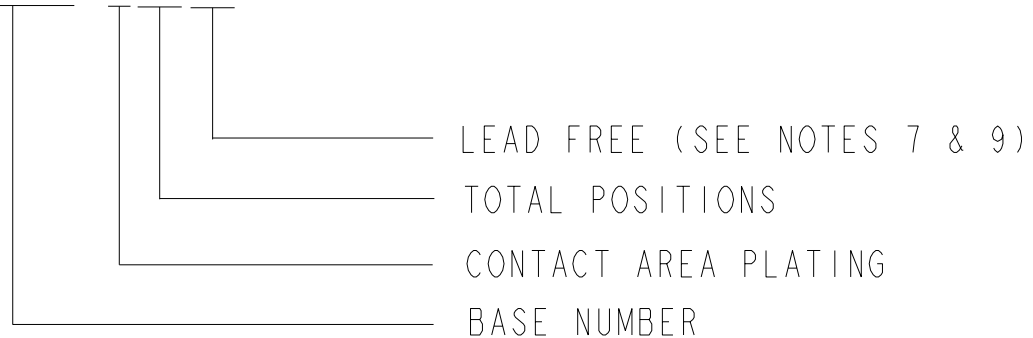 LEAD FREE (SEE NOTES 7 & 9)
TOTAL POSITIONS
CONTACT AREA PLATING
BASE NUMBER